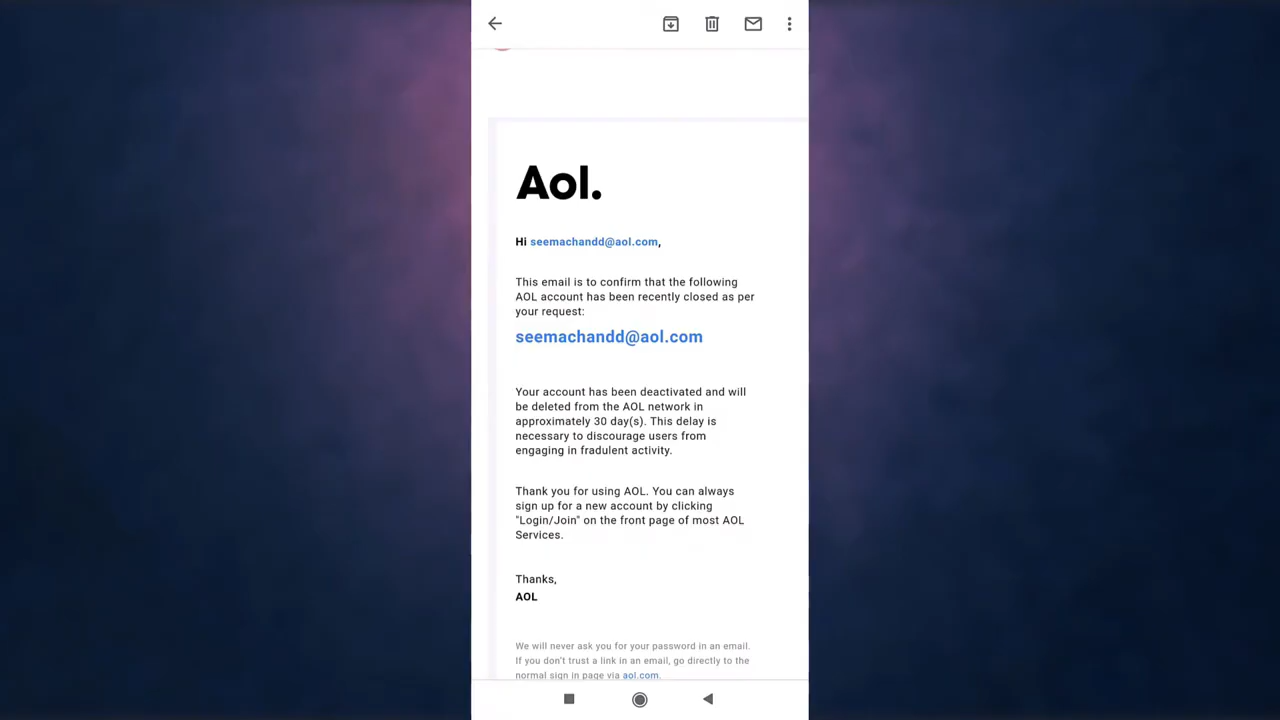 Aol.
Hi seemachandd@aol.com,
This email is to confirm that the following
AOL account has been recently closed as per
your request:
seemachandd@aol.com
Your account has been deactivated and will
be deleted from the AOL network in
approximately 30 day(s). This delay is
necessary to discourage users from
engaging in fradulent activity.
Thank you for using AOL. You can always
sign up for a new account by clicking
"Login/Join" on the front page of most AOL
Services.
Thanks,
AOL
We will never ask you for your password in an email.
If you don't trust a link in an email, go directly to the
normal sign in page via aol.com.